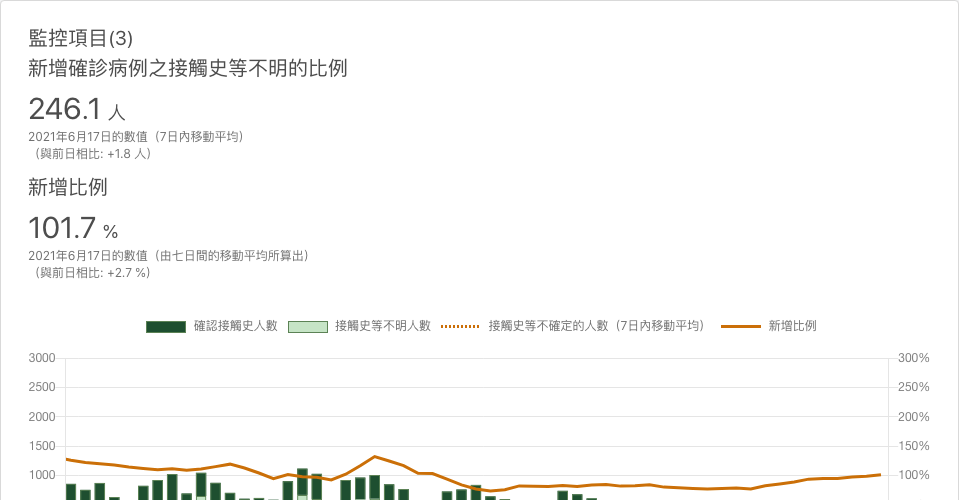 監控項目(3)
新增確診病例之接觸史等不明的比例
246.1 人
2021年6月17日的數值（7日內移動平均）
（與前日相比: +1.8 人）
新增比例
101.7 %
2021年6月17日的數值（由七日間的移動平均所算出）
（與前日相比: +2.7 %）
確認接觸史人數 接觸史等不明人數 接觸史等不確定的人數（7日內移動平均） 新增比例
3000 300%
2500 250%
2000 200%
1500 150%
1000 100%